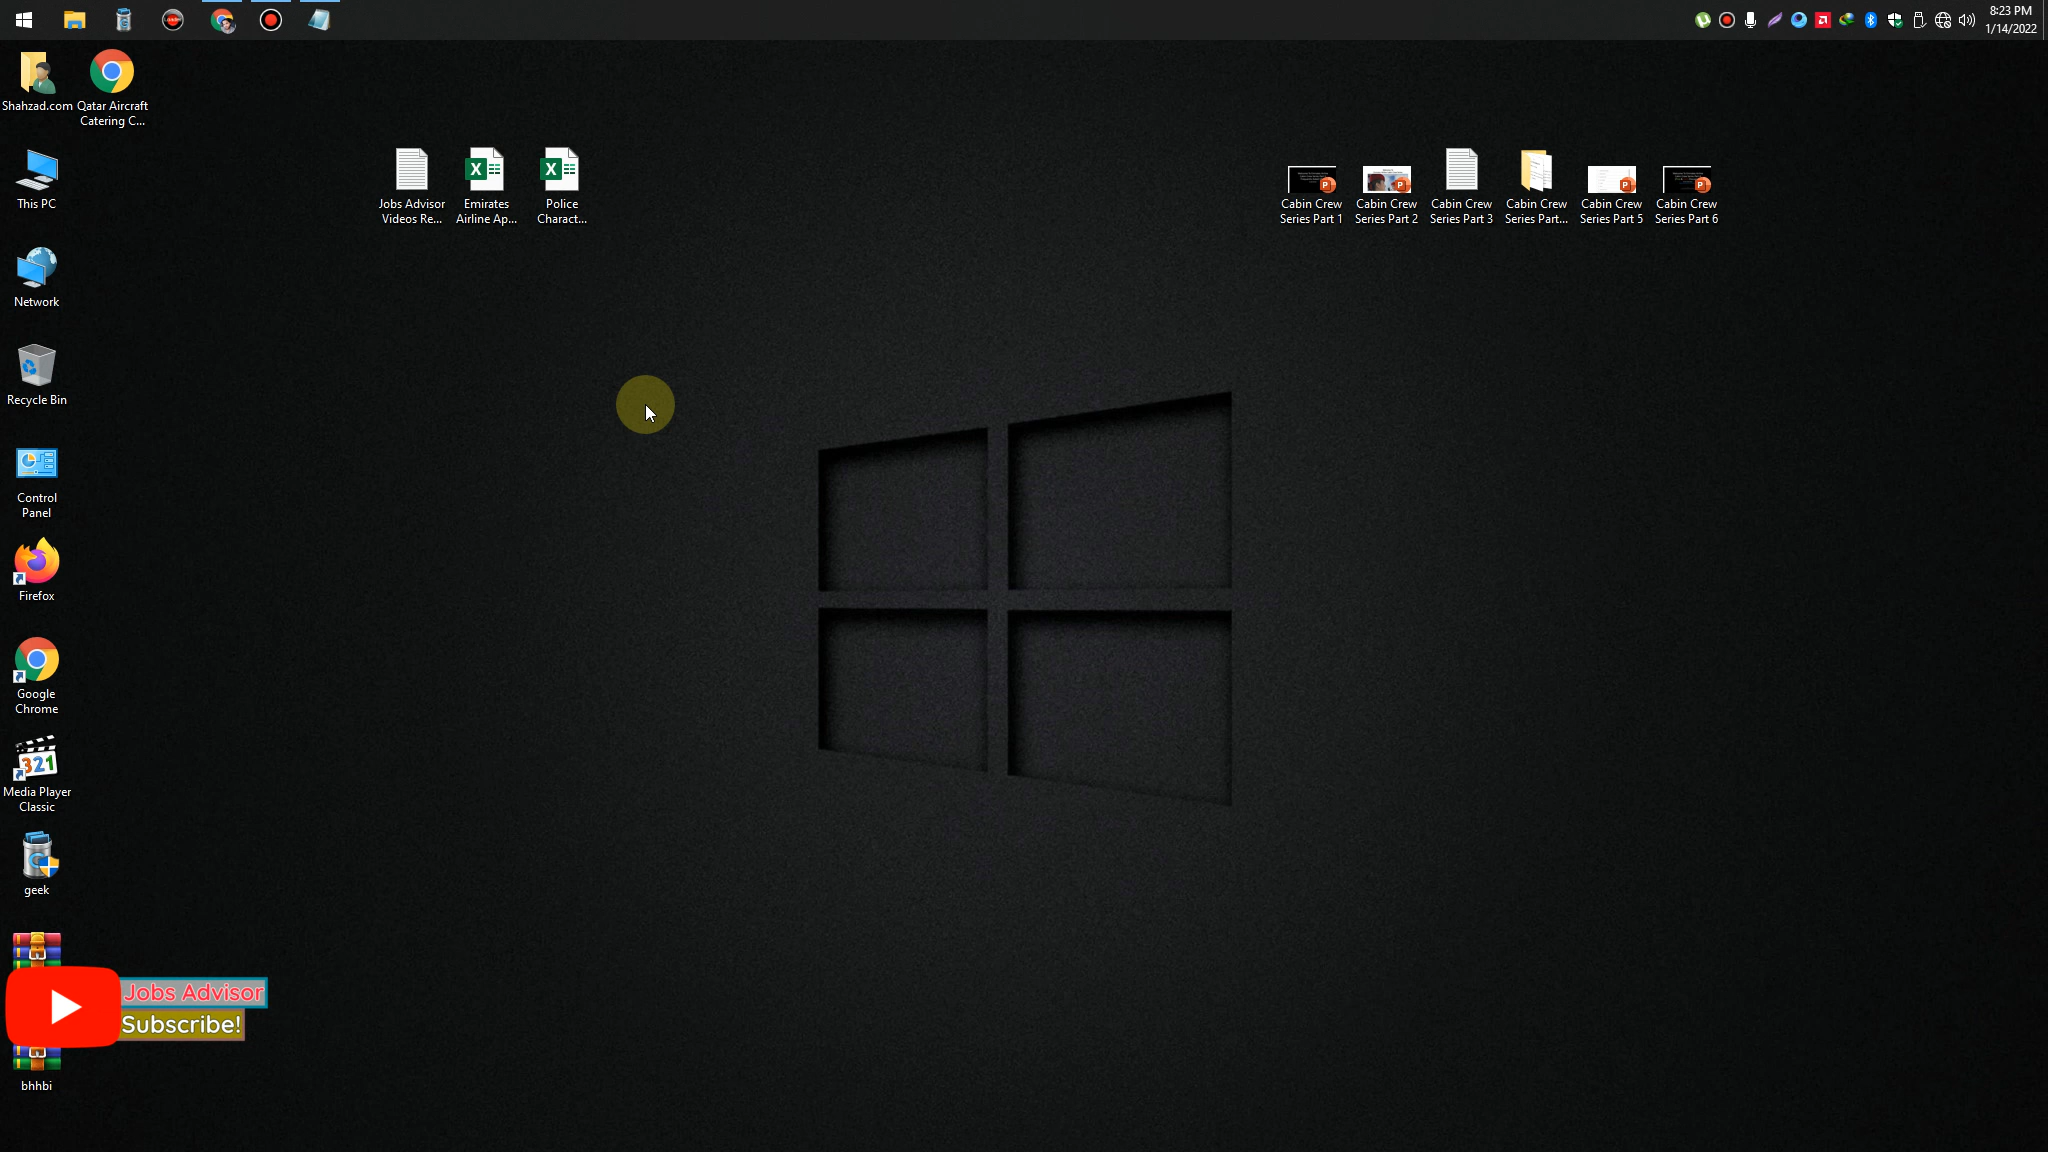 8:23 PM
1/14/2022
Shahzad.com
Qatar Aircraft
Catering C...
This PC
Network
Recycle Bin
Control
Panel
Firefox
Google
Chrome
Media Player
Classic
321
geek
bhhbi
Jobs Advisor
Videos Re...
Emirates
Airline Ap...
Police
Charact...
Cabin Crew
Series Part 1
Cabin Crew
Series Part 2
Cabin Crew
Series Part 3
Cabin Crew
Series Part...
Cabin Crew
Series Part 5
Cabin Crew
Series Part 6
Jobs Advisor
Subscribe!